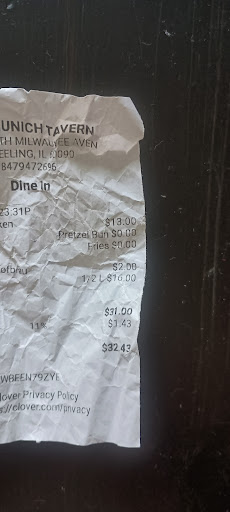 UNICH TAVERN
TH MILWAUKEE AVEN
EELING, IL 60090
8479472696
Dine in
23:31P
ken $13.00
Pretzel Bun $0.00
Fries $0.00
$2.00
1/2 L $16.00
$31.00
11% $1.43
$32.43
WBEEN79ZYE
lover Privacy Policy
s://clover.com/privacy